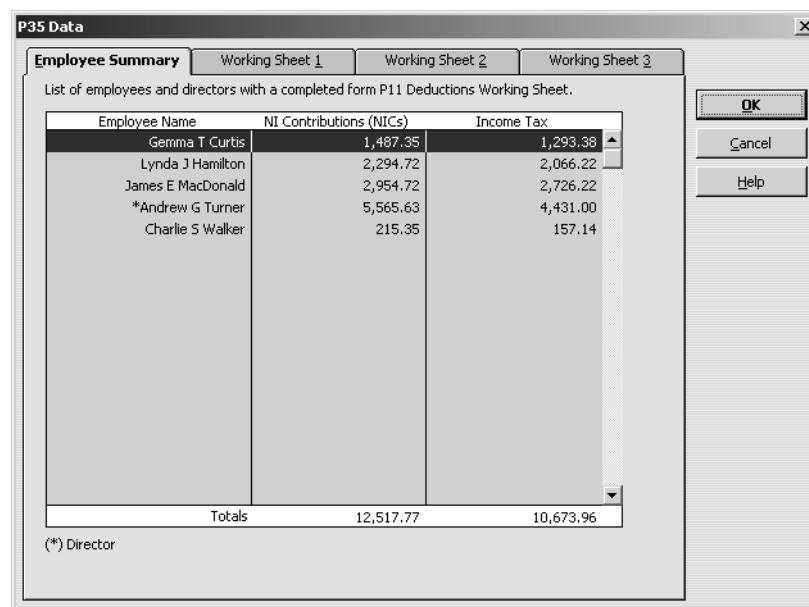 P35 Data
Employee Summary Working Sheet 1 Working Sheet 2 Working Sheet 3
List of employees and directors with a completed form P11 Deductions Working Sheet.
OK
Employee Name NI Contributions (NICs) Income Tax
Gemma T Curtis 1,487.35 1,293.38
Cancel
Lynda J Hamilton 2,294.72 2,066.22
James E MacDonald 2,954.72 2,726.22
Help
*Andrew G Turner 5,565.63 4,431.00
Charlie S Walker 215.35 157.14
Totals 12,517.77 10,673.96
(*) Director